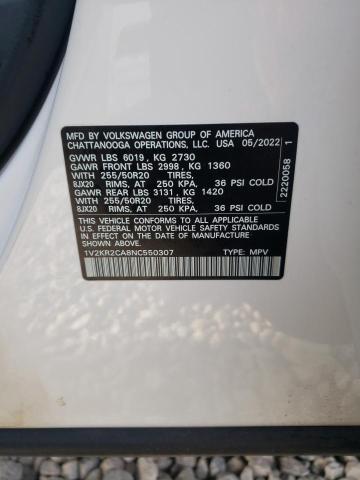 MFD BY VOLKSWAGEN GROUP OF AMERICA
CHATTANOOGA OPERATIONS, LLC. USA 05/2022
GVWR LBS 6019, KG 2730
GAWR FRONT LBS 2998, KG 1360
WITH 255/50R20 TIRES,
8JX20 RIMS, AT 250 KPA, 36 PSI COLD
GAWR REAR LBS 3131, KG 1420
WITH 255/50R20 TIRES,
8JX20 RIMS, AT 250 KPA, 36 PSI COLD
THIS VEHICLE CONFORMS TO ALL APPLICABLE
U.S. FEDERAL MOTOR VEHICLE SAFETY STANDARDS
IN EFFECT ON THE DATE OF MANUFACTURE SHOWN ABOVE.
1V2KR2CA8NC550307 TYPE: MPV
2220058 1